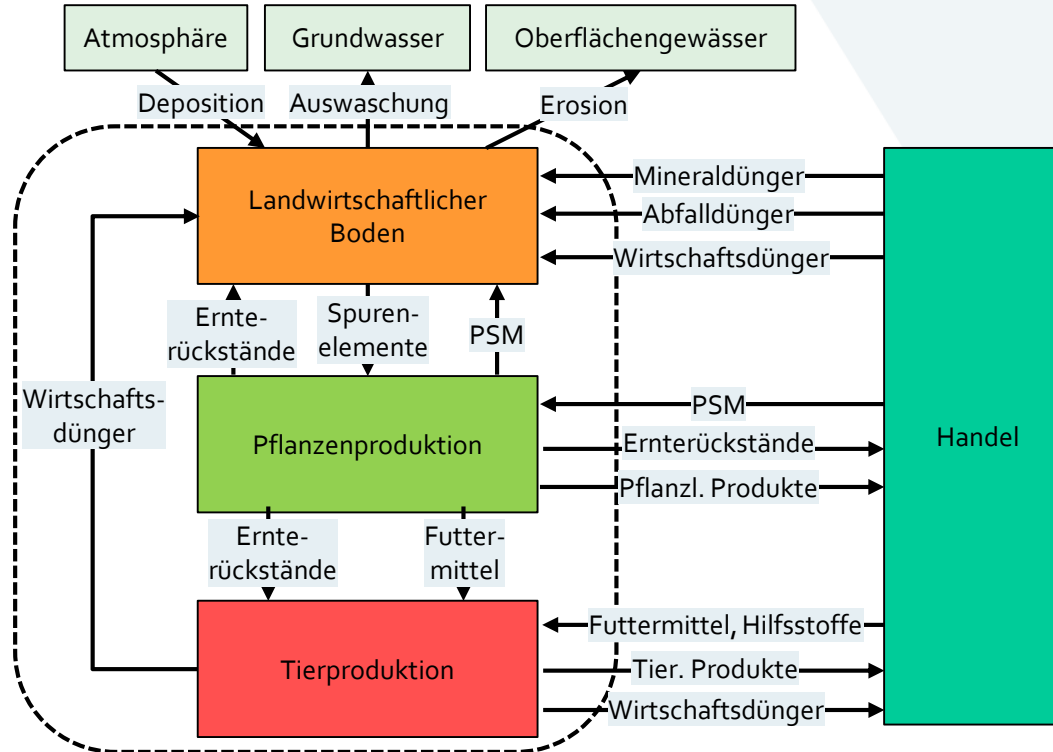 Atmosphäre
Grundwasser
Oberflächengewässer
Deposition
Auswaschung
Erosion
Landwirtschaftlicher
Boden
Mineraldünger
Abfalldünger
Wirtschaftsdünger
Ernte-
rückstände
Spuren-
elemente
PSM
Wirtschafts-
dünger
Pflanzenproduktion
PSM
Ernterückstände
Pflanzl. Produkte
Handel
Ernte-
rückstände
Futter-
mittel
Tierproduktion
Futtermittel, Hilfsstoffe
Tier. Produkte
Wirtschaftsdünger